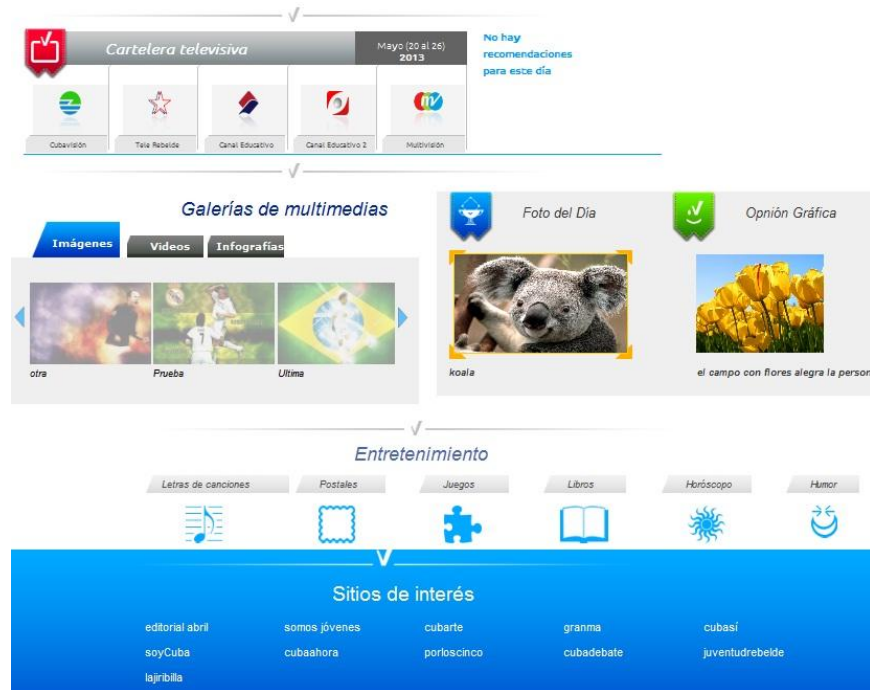 Cartelera televisiva
Mayo (20 al 26)
2013
No hay
recomendaciones
para este día
Cubavisión
Tele Rebelde
Canal Educativo
Canal Educativo 2
Multivisión
Galerías de multimedias
Imágenes
Videos
Infografías
otra
Prueba
Ultima
Foto del Día
Opnión Gráfica
koala
el campo con flores alegra la person
Entretenimiento
Letras de canciones
Postales
Juegos
Libros
Horóscopo
Humor
Sitios de interés
editorial abril somos jóvenes cubarte granma cubasí
soyCuba cubaahora porloscinco cubadebate juventudrebelde
lajiribilla